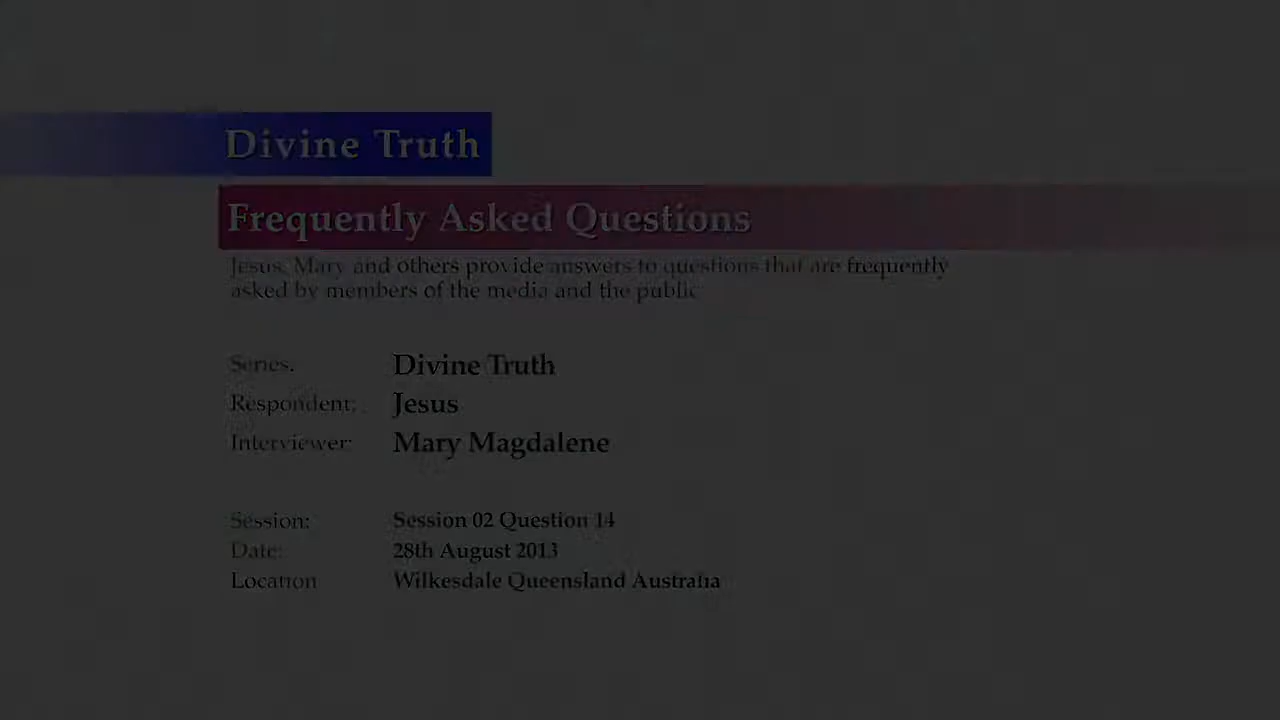 Divine Truth
Frequently Asked Questions
Jesus, Mary and others provide answers to questions that are frequently
asked by members of the media and the public
Series: Divine Truth
Respondent: Jesus
Interviewer: Mary Magdalene
Session: Session 02 Question 14
Date: 28th August 2013
Location Wilkesdale Queensland Australia